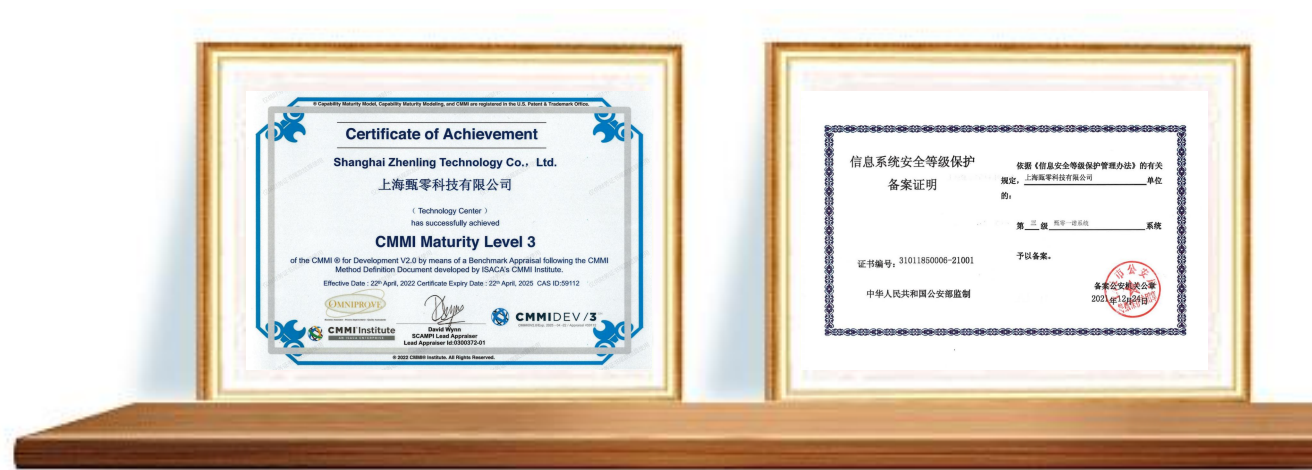 ® Capability Maturity Model, Capability Maturity Modeling, and CMMI are registered in the U.S. Patent & Trademark Office.
Certificate of Achievement
Shanghai Zhenling Technology Co., Ltd.
上海甄零科技有限公司
( Technology Center )
has successfully achieved
CMMI Maturity Level 3
of the CMMI ® for Development V2.0 by means of a Benchmark Appraisal following the CMMI
Method Definition Document developed by ISACA's CMMI Institute.
Effective Date : 22ⁿᵈ April, 2022 Certificate Expiry Date : 22ⁿᵈ April, 2025 CAS ID:59112
OMNIPROVE
CMMI Institute
AN ISACA ENTERPRISE
David Wynn
SCAMPI Lead Appraiser
Lead Appraiser Id:0300372-01
CMMIDEV/3
© 2022 CMMI® Institute. All Rights Reserved.
信息系统安全等级保护
备案证明
证书编号：31011850006-21001
中华人民共和国公安部监制
依据《信息安全等级保护管理办法》的有关
规定，上海甄零科技有限公司 单位
的：
第 三 级 甄零一诺系统 系统
予以备案。
备案公安机关公章
2021年12月24日